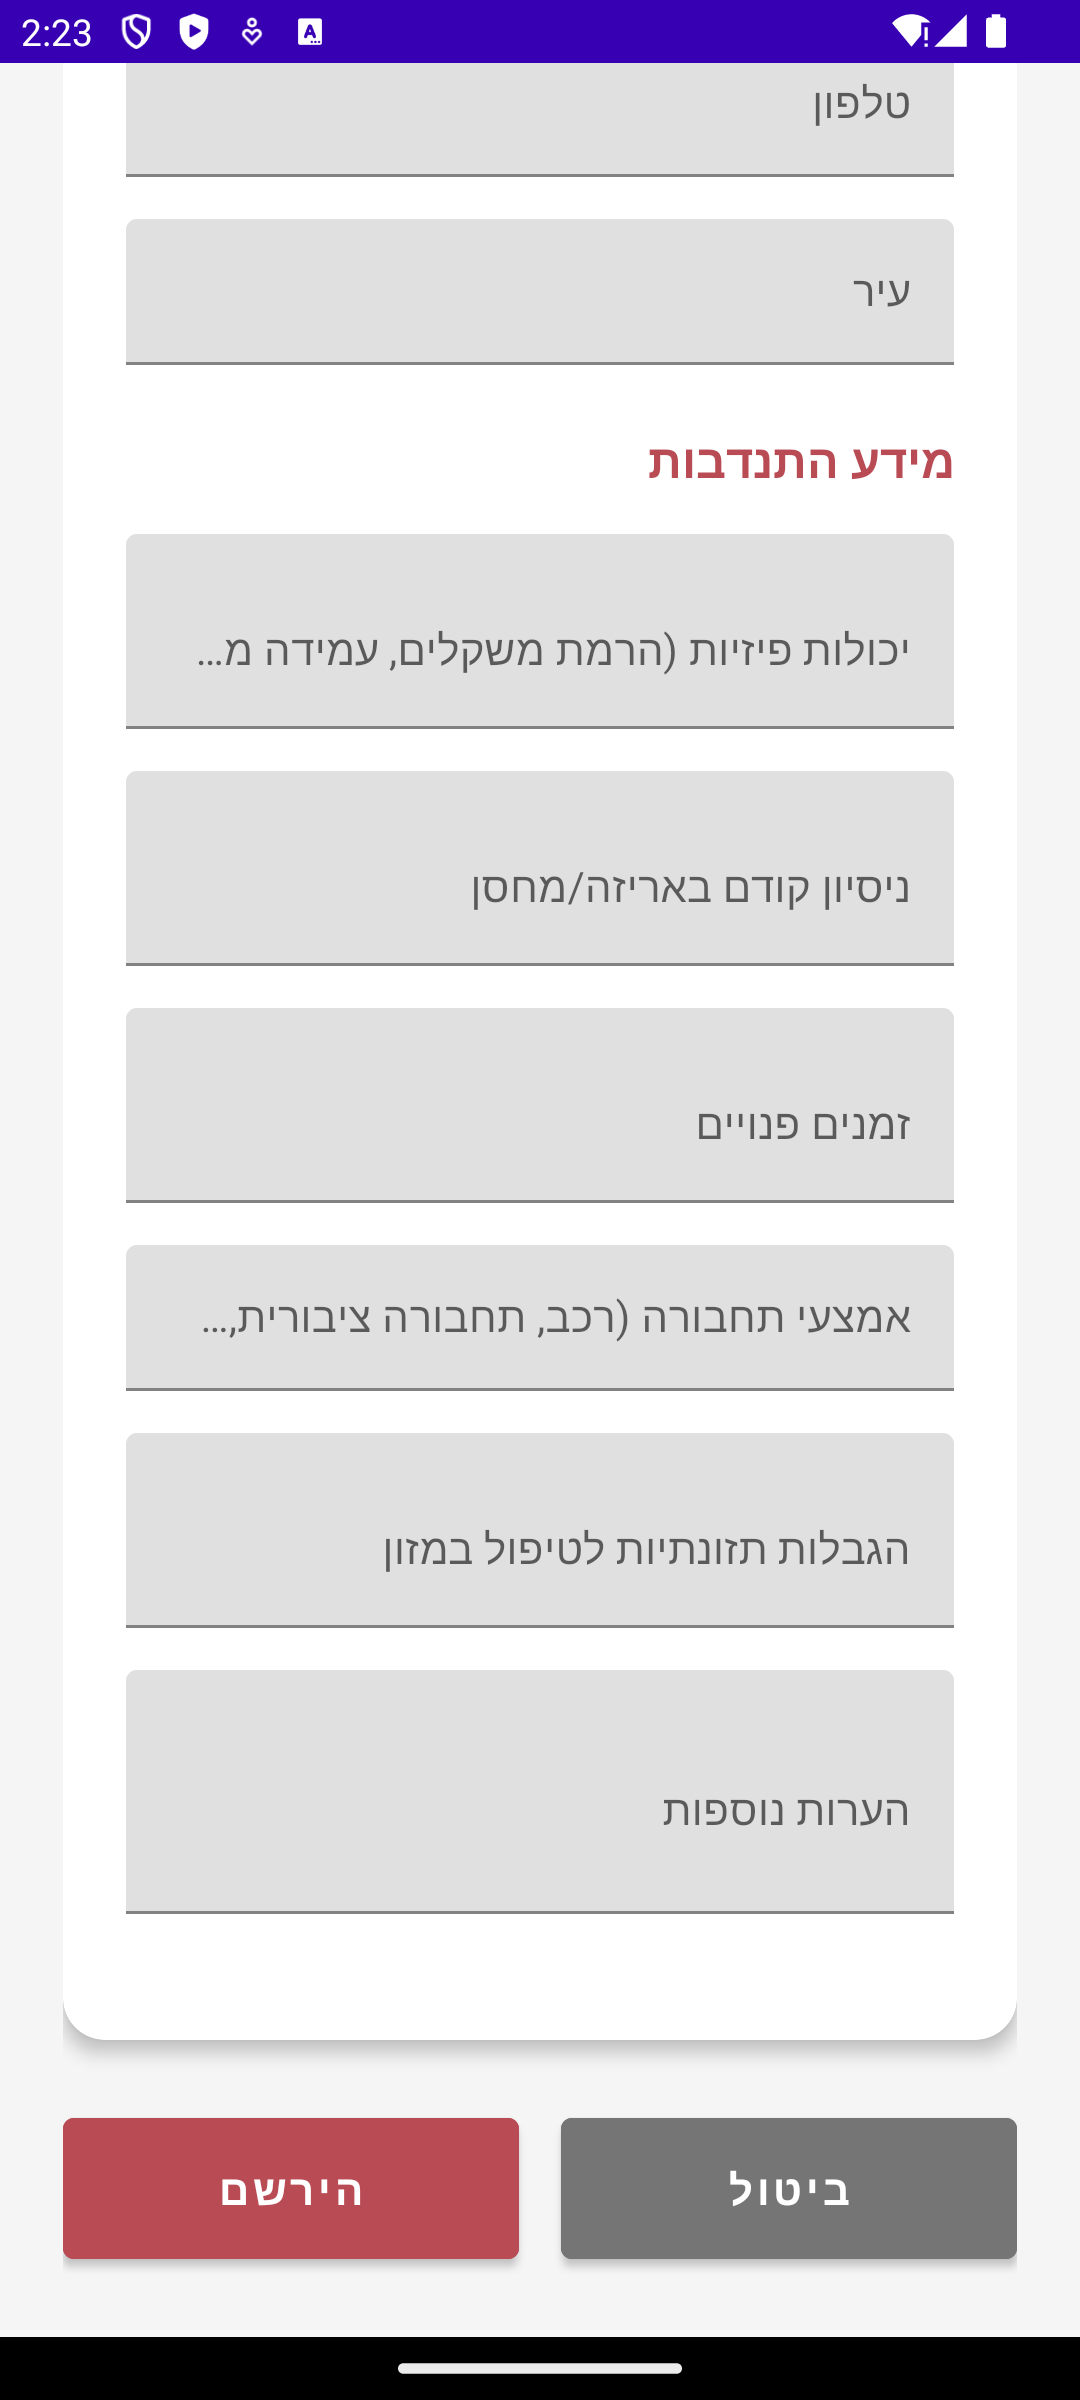 2:23
טלפון
עיר
מידע התנדבות
יכולות פיזיות (הרמת משקלים, עמידה מ...
ניסיון קודם באריזה/מחסן
זמנים פנויים
אמצעי תחבורה (רכב, תחבורה ציבורית,...
הגבלות תזונתיות לטיפול במזון
הערות נוספות
ביטול
הירשם